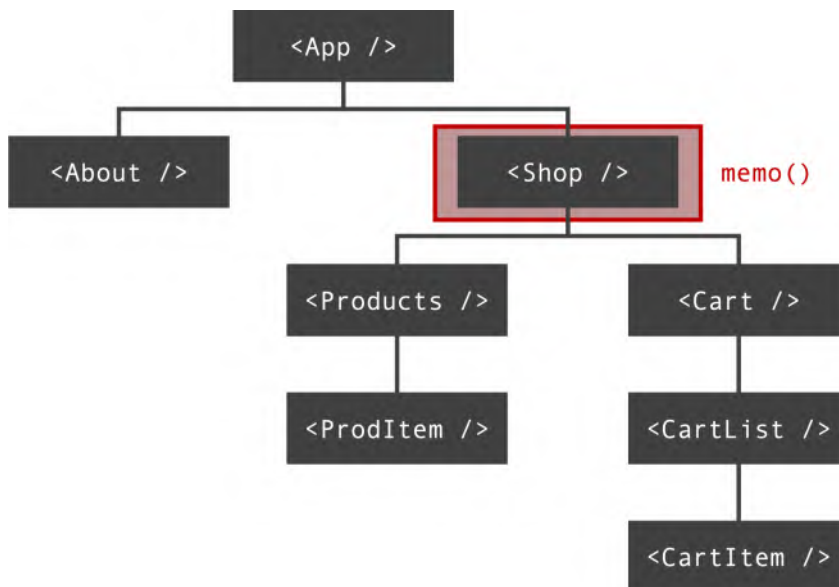 <App />
<About />
<Shop />
memo()
<Products />
<Cart />
<ProdItem />
<CartList />
<CartItem />